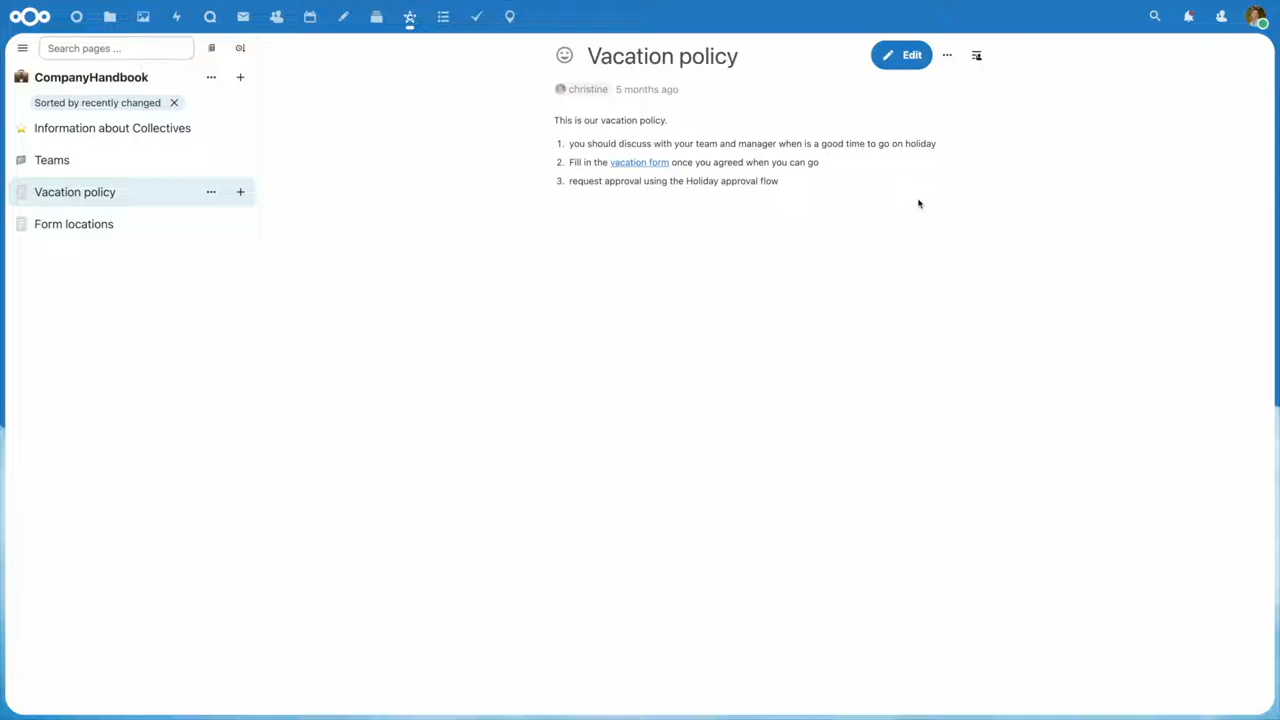 Search pages ...
CompanyHandbook
Sorted by recently changed
Information about Collectives
Teams
Vacation policy
Form locations
Vacation policy
Edit
christine 5 months ago
This is our vacation policy.
1. you should discuss with your team and manager when is a good time to go on holiday
2. Fill in the vacation form once you agreed when you can go
3. request approval using the Holiday approval flow